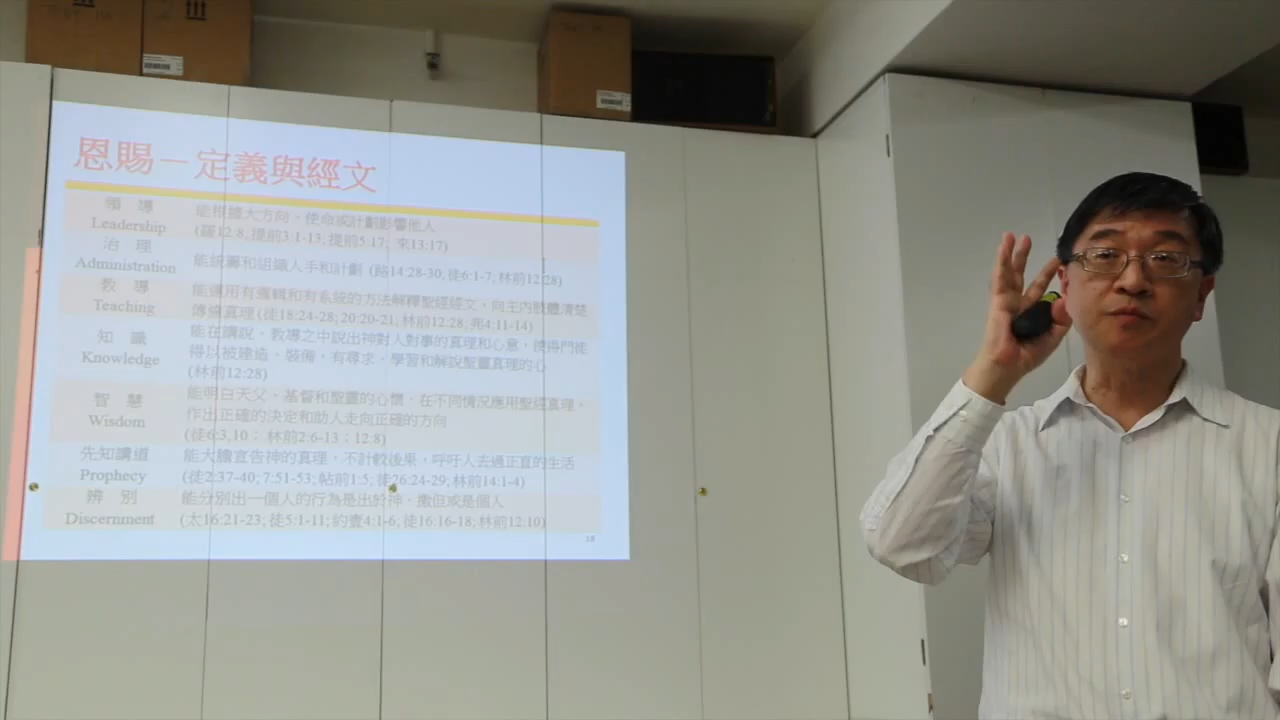 恩賜－定義與經文
領 導 能根據大方向、使命或計劃影響他人
Leadership (羅12:8, 提前3:1-13; 提前5:17; 來13:17)
治 理
Administration 能統籌和組織人手和計劃 (路14:28-30, 徒6:1-7; 林前12:28)
教 導 能運用有邏輯和有系統的方法解釋聖經經文，向主內肢體清楚
Teaching 傳達真理 (徒18:24-28; 20:20-21; 林前12:28; 弗4:11-14)
知 識 能在講說、教導之中說出神對人對事的真理和心意，使得門徒
Knowledge 得以被建造、裝備，有尋求、學習和解說聖靈真理的心
(林前12:28)
智 慧 能明白天父、基督和聖靈的心懷，在不同情況應用聖經真理，
Wisdom 作出正確的決定和助人走向正確的方向
(徒6:3,10； 林前2:6-13；12:8)
先知講道 能大膽宣告神的真理，不計較後果，呼吁人去過正直的生活
Prophecy (徒2:37-40; 7:51-53; 帖前1:5; 徒26:24-29; 林前14:1-4)
辨 別 能分別出一個人的行為是出於神、撒但或是個人
Discernment (太16:21-23; 徒5:1-11; 約壹4:1-6; 徒16:16-18; 林前12:10)
18